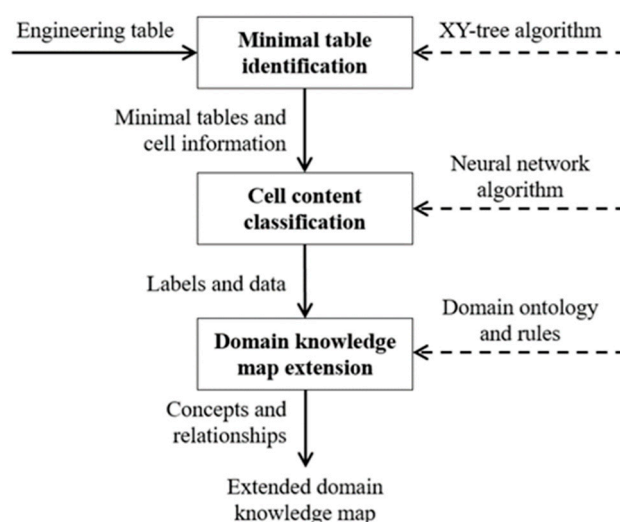 Engineering table
Minimal table
identification
XY-tree algorithm
Minimal tables and
cell information
Neural network
algorithm
Cell content
classification
Labels and data
Domain ontology
and rules
Domain knowledge
map extension
Concepts and
relationships
Extended domain
knowledge map